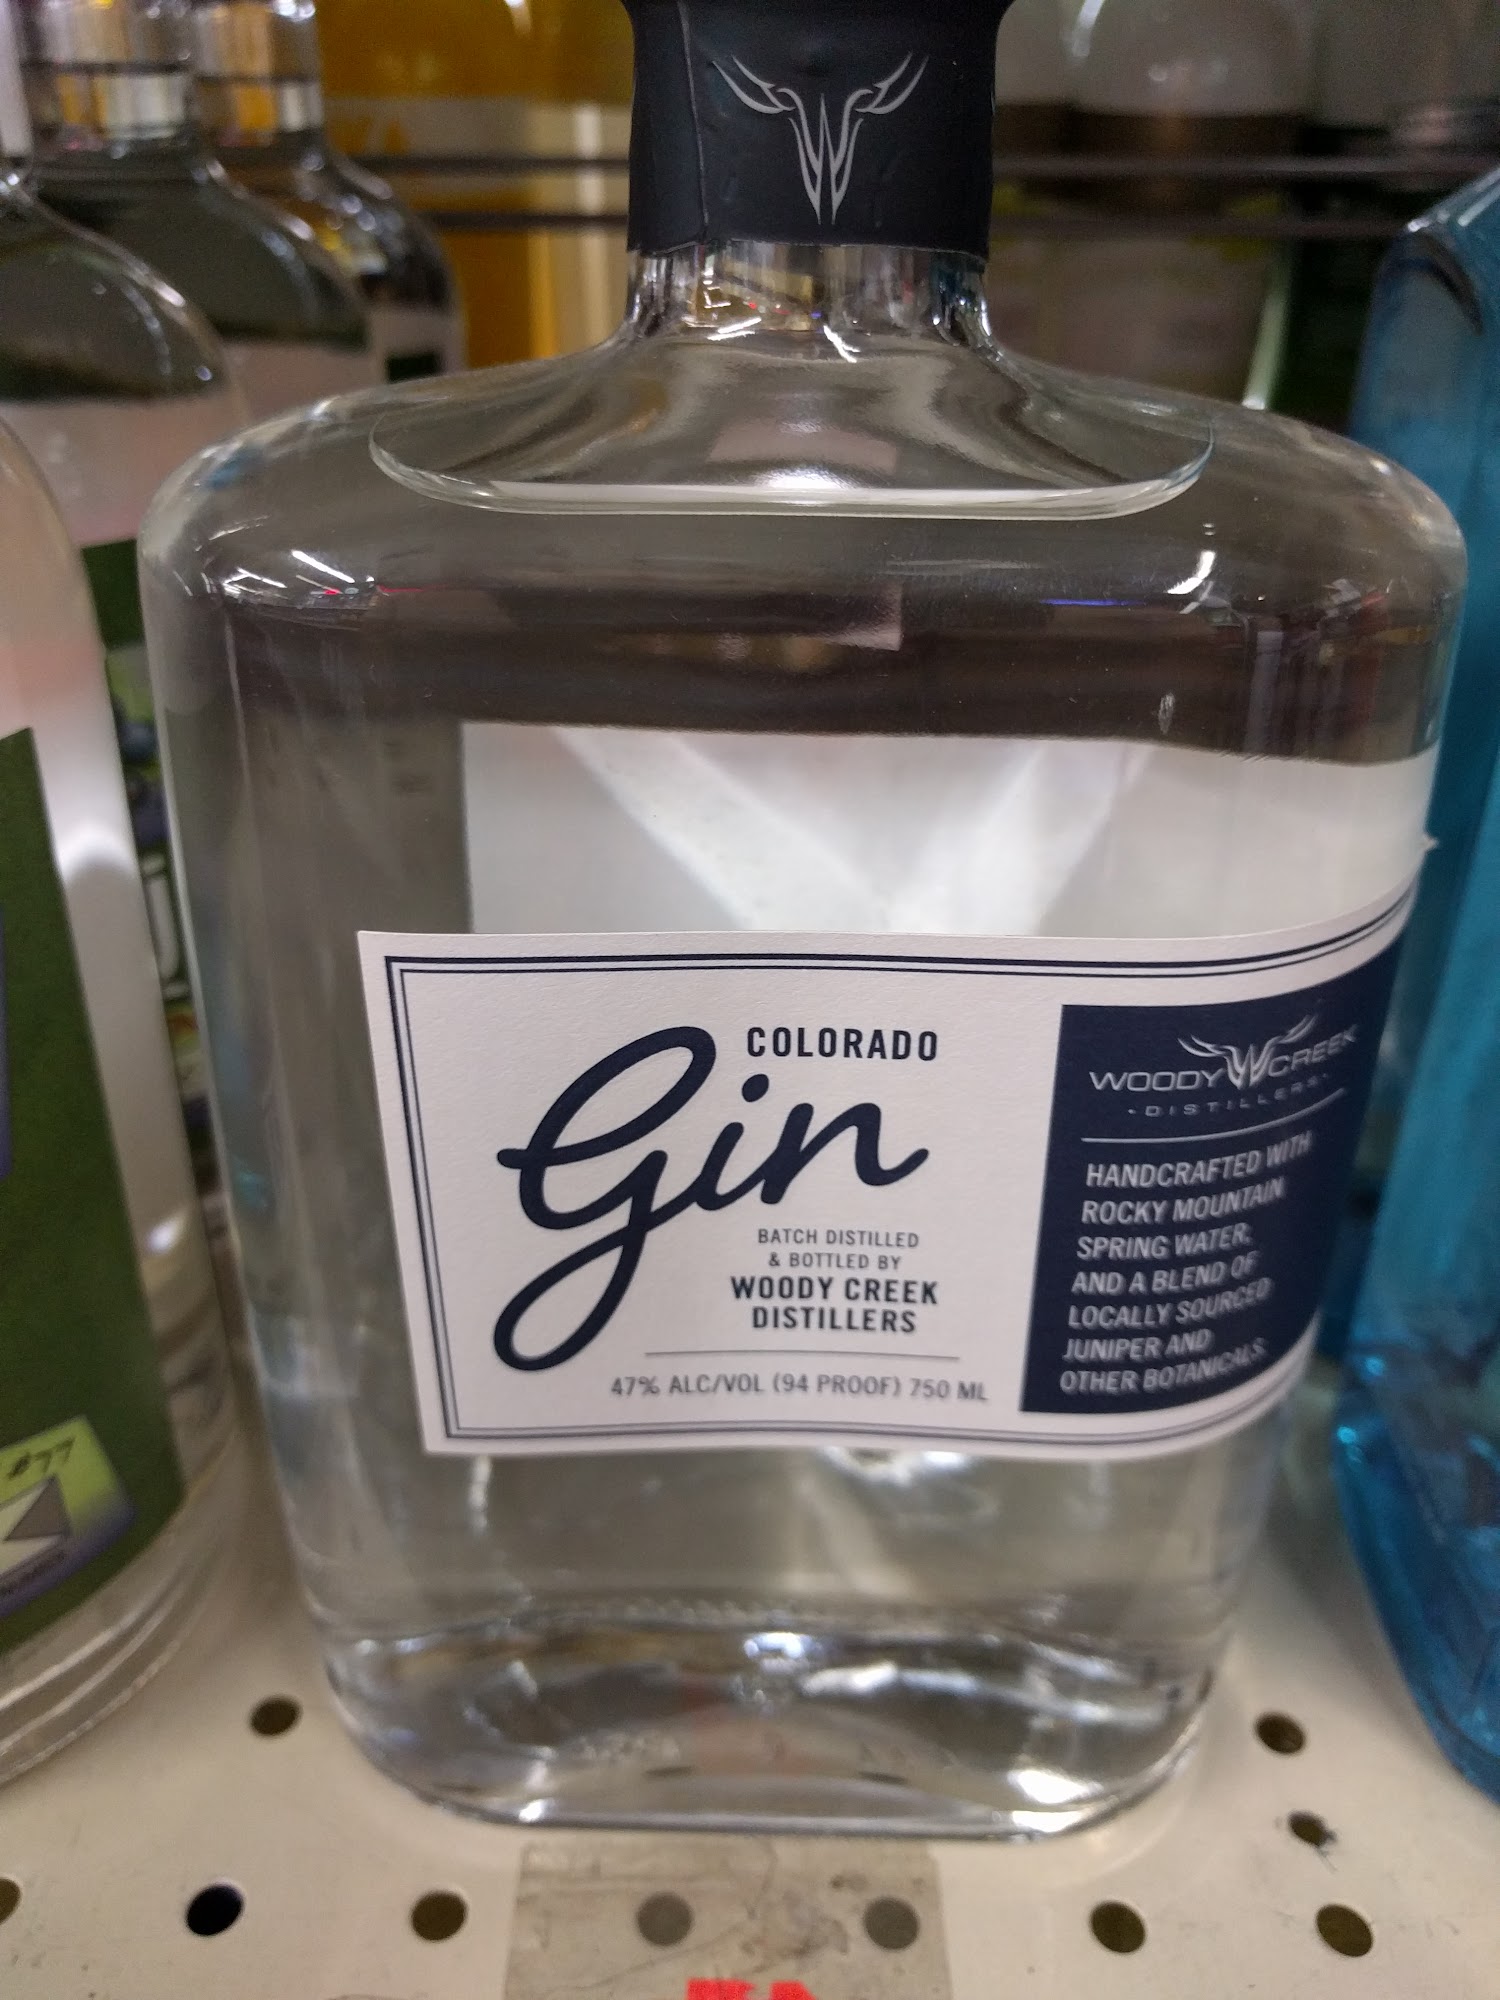 COLORADO
Gin
BATCH DISTILLED
& BOTTLED BY
WOODY CREEK
DISTILLERS
47% ALC/VOL (94 PROOF) 750 ML
WOODY CREEK
·DISTILLERS·
HANDCRAFTED WITH
ROCKY MOUNTAIN
SPRING WATER,
AND A BLEND OF
LOCALLY SOURCED
JUNIPER AND
OTHER BOTANICALS.
#77